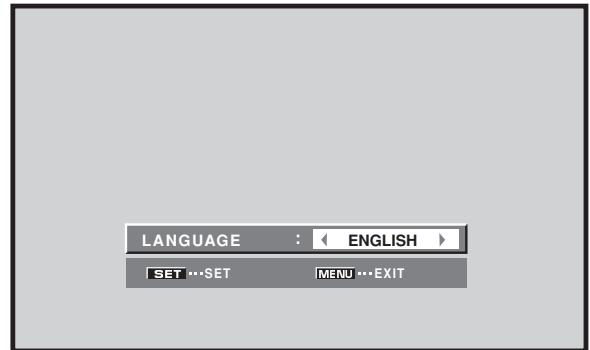 LANGUAGE : ◀ ENGLISH ▶
SET ···SET MENU ···EXIT